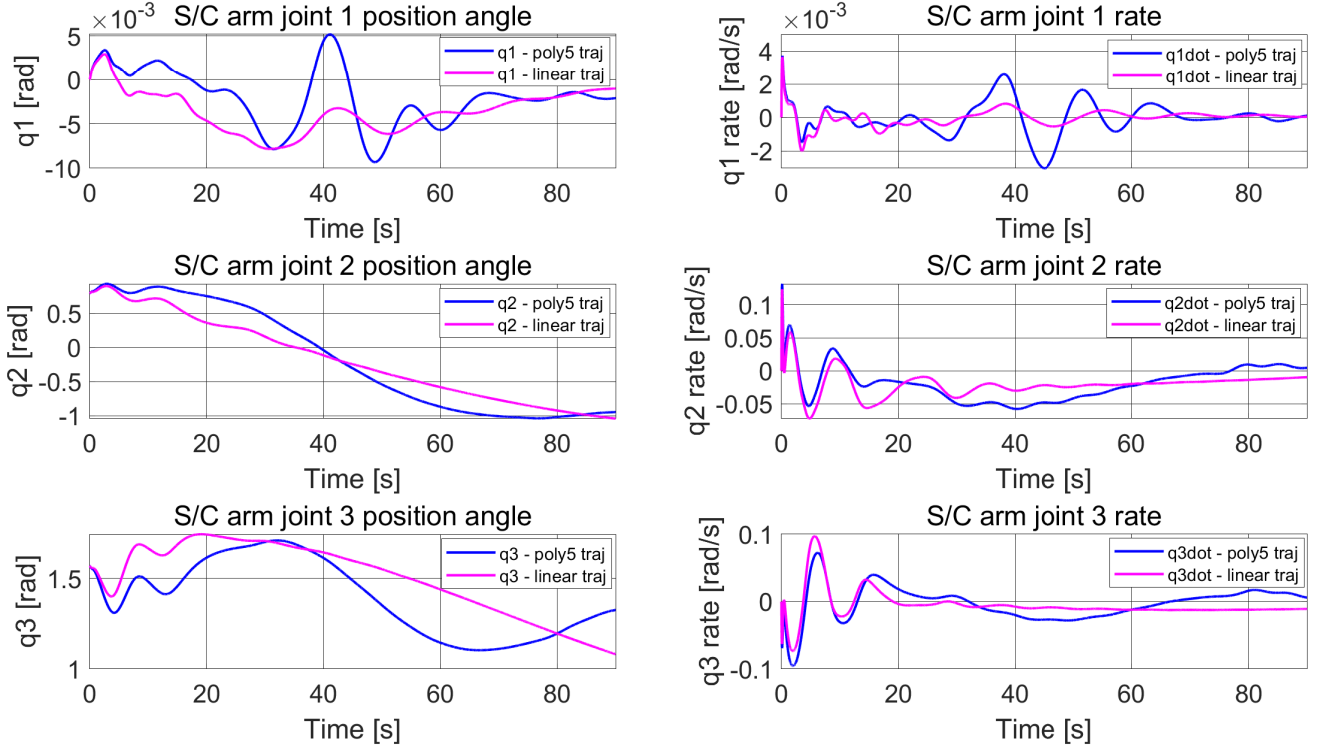 S/C arm joint 1 position angle
×10⁻³
q1 [rad]
5
0
-5
-10
q1 - poly5 traj
q1 - linear traj
0 20 40 60 80
Time [s]
S/C arm joint 1 rate
×10⁻³
q1 rate [rad/s]
4
2
0
-2
q1dot - poly5 traj
q1dot - linear traj
0 20 40 60 80
Time [s]
S/C arm joint 2 position angle
q2 [rad]
0.5
0
-0.5
-1
q2 - poly5 traj
q2 - linear traj
0 20 40 60 80
Time [s]
S/C arm joint 2 rate
q2 rate [rad/s]
0.1
0.05
0
-0.05
q2dot - poly5 traj
q2dot - linear traj
0 20 40 60 80
Time [s]
S/C arm joint 3 position angle
q3 [rad]
1.5
1
q3 - poly5 traj
q3 - linear traj
0 20 40 60 80
Time [s]
S/C arm joint 3 rate
q3 rate [rad/s]
0.1
0
-0.1
q3dot - poly5 traj
q3dot - linear traj
0 20 40 60 80
Time [s]